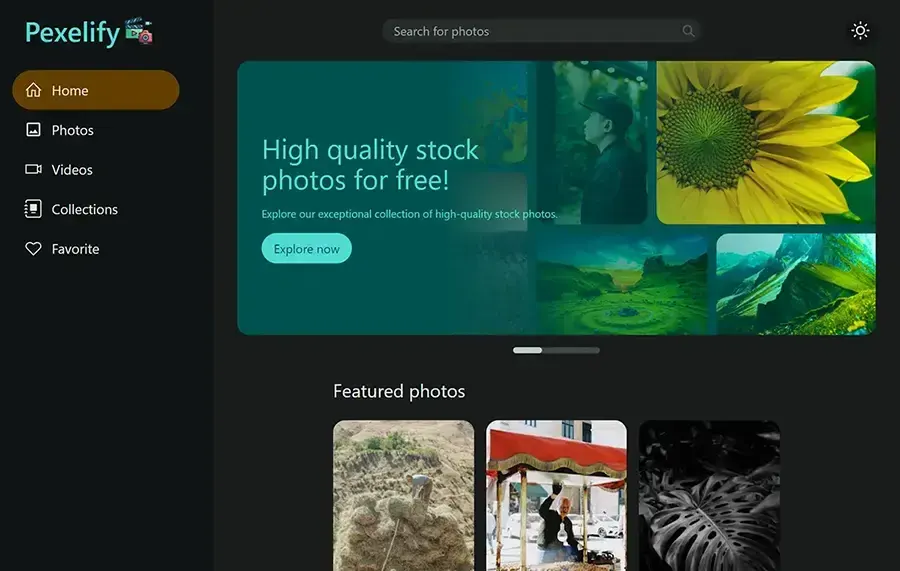 Pexelify
Search for photos
Home
Photos
Videos
Collections
Favorite
High quality stock
photos for free!
Explore our exceptional collection of high-quality stock photos.
Explore now
Featured photos